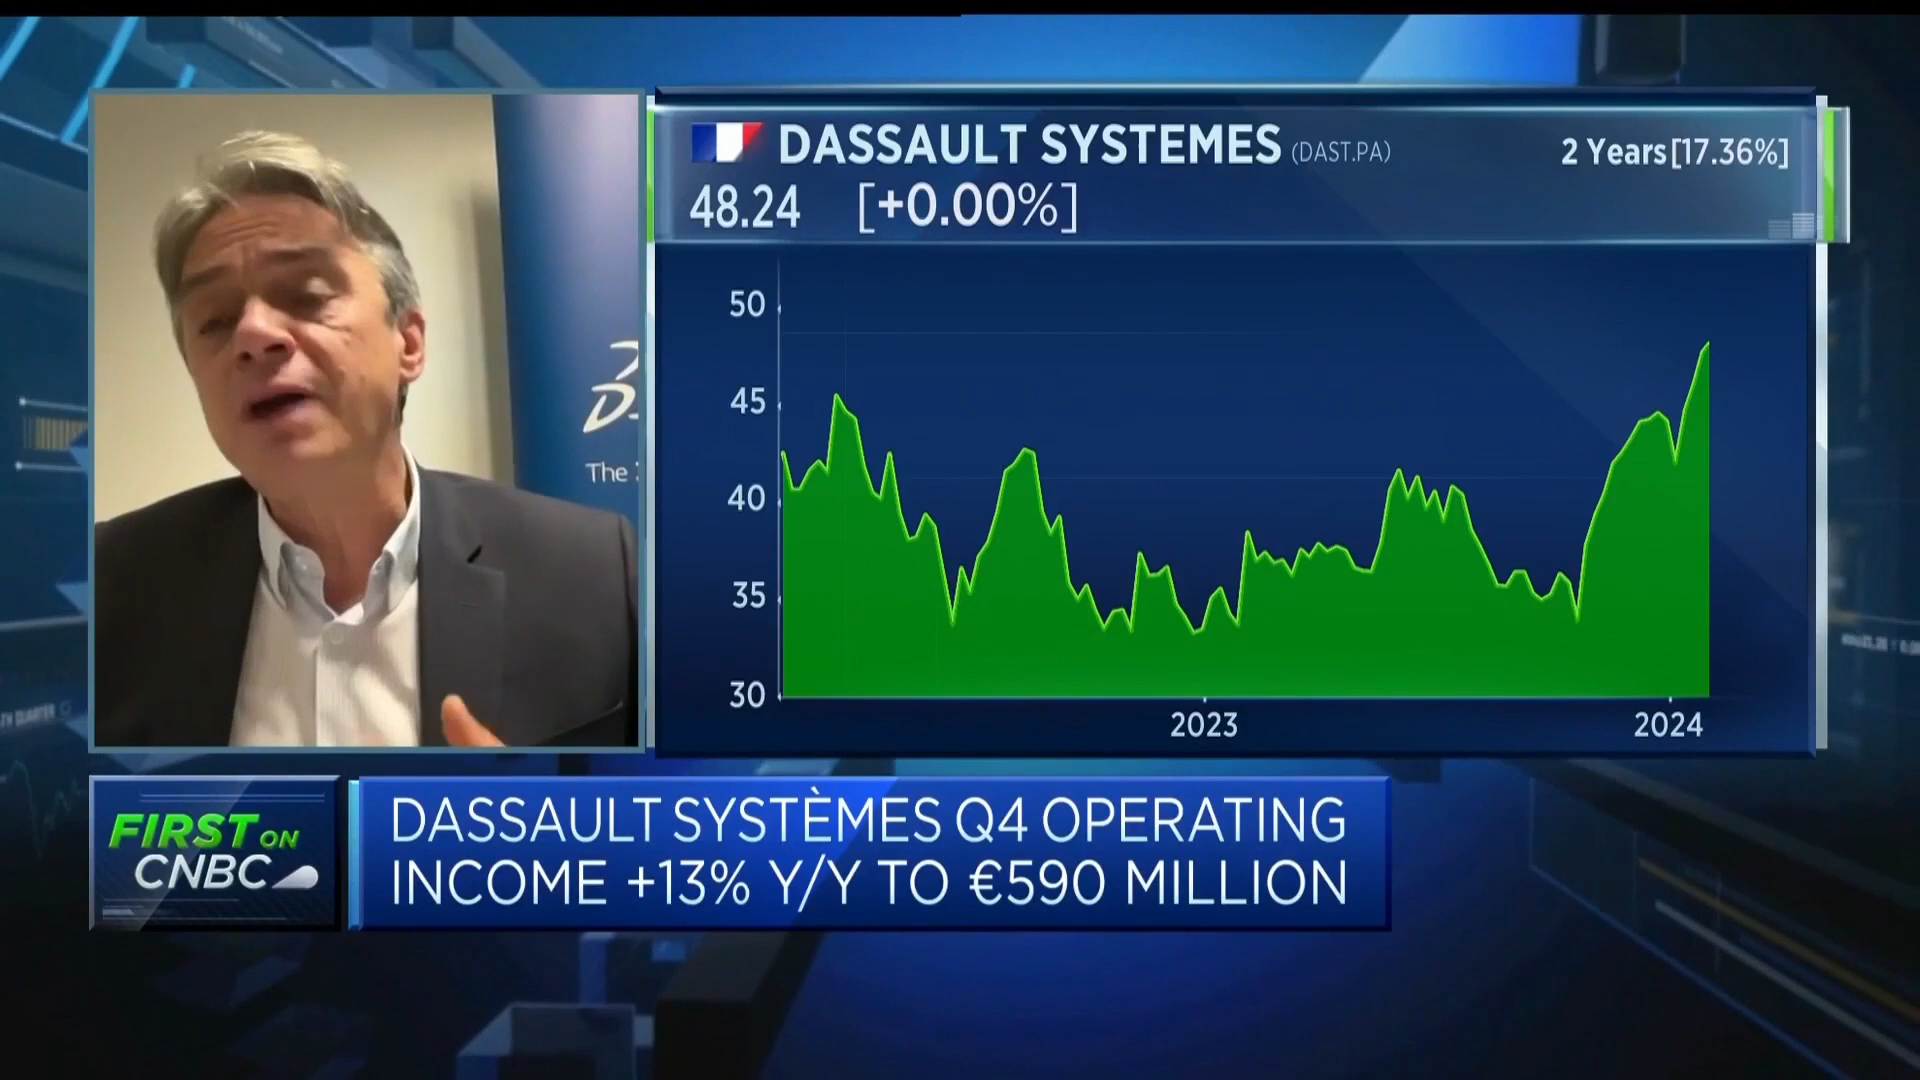 DASSAULT SYSTEMES (DAST.PA)
2 Years[17.36%]
48.24 [+0.00%]
50
45
40
35
30
2023
2024
The
FIRST ON
CNBC
DASSAULT SYSTÈMES Q4 OPERATING
INCOME +13% Y/Y TO €590 MILLION